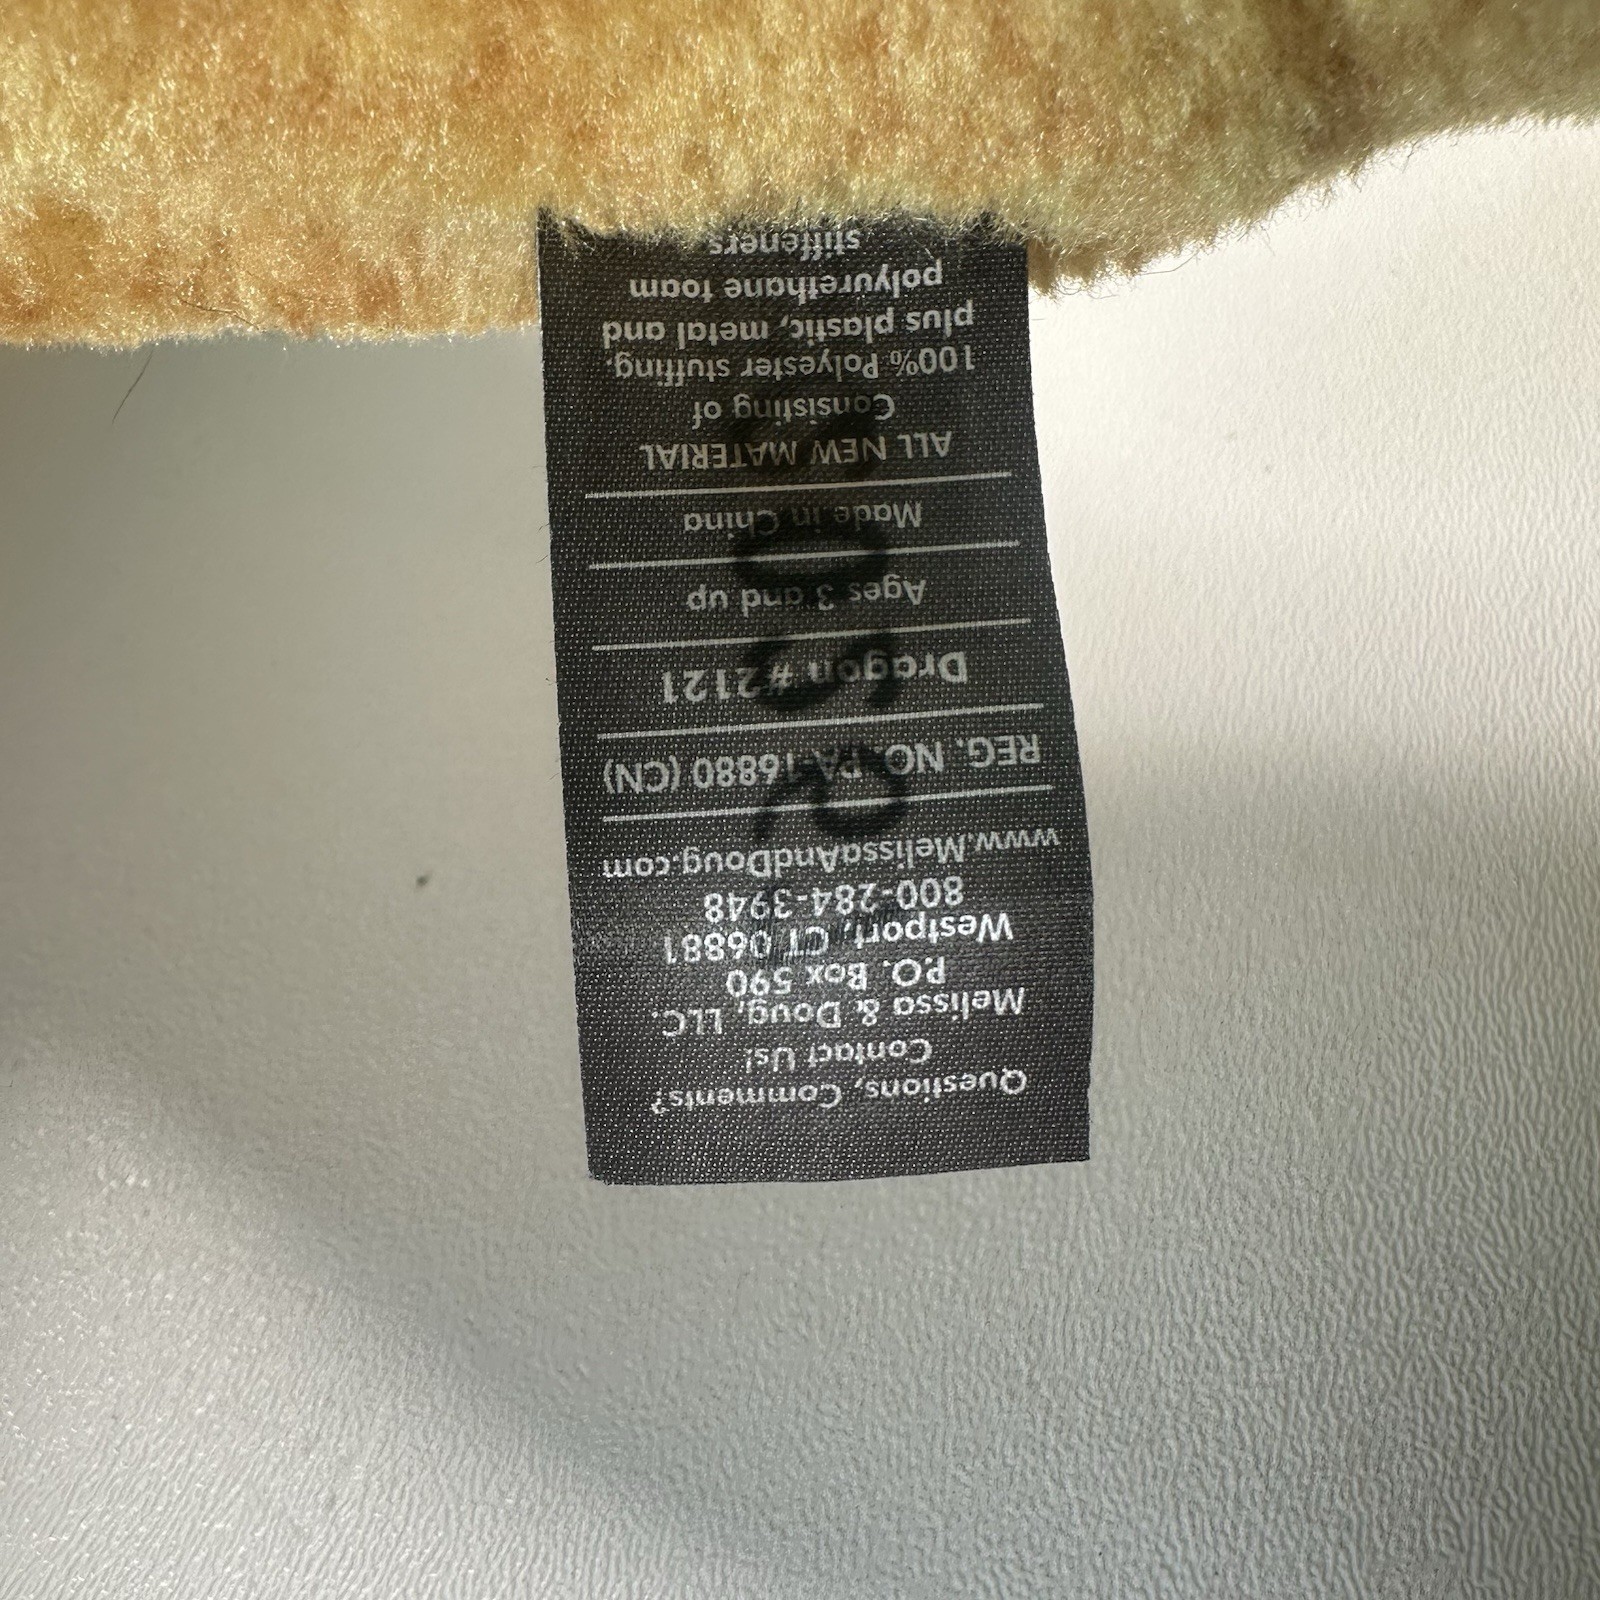 Questions, Comments?
Contact Us!
Melissa & Doug, LLC.
P.O. Box 590
Westport, CT 06881
800-284-3948
www.MelissaAndDoug.com
REG. NO. PA-16880 (CN)
Dragon #2121
Ages 3 and up
Made in China
ALL NEW MATERIAL
Consisting of
100% Polyester stuffing,
plus plastic, metal and
polyurethane foam
stiffeners